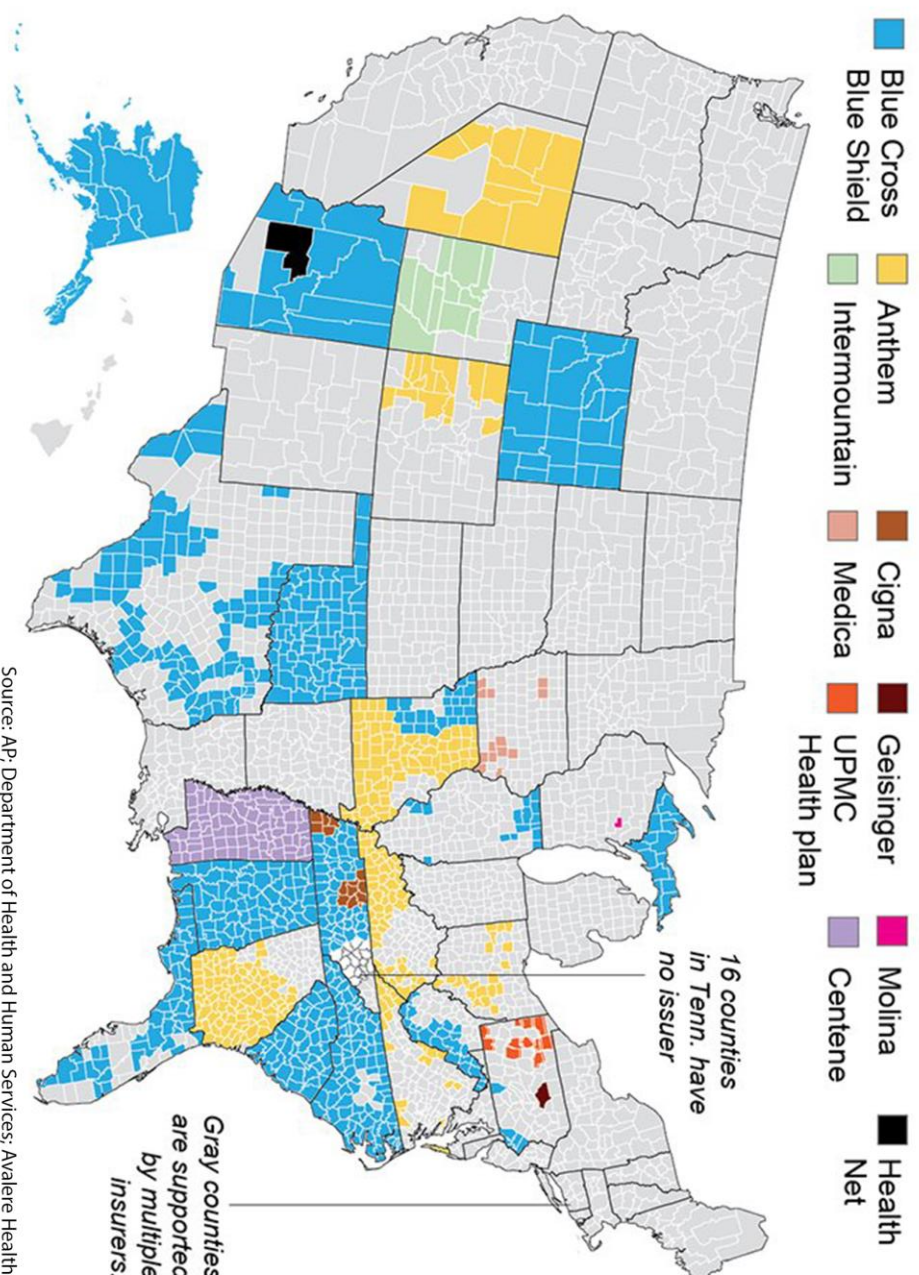 Blue Cross
Blue Shield
Anthem
Intermountain
Cigna
Medica
Geisinger
UPMC
Health plan
Molina
Centene
Health
Net
16 counties
in Tenn. have
no issuer
Gray counties
are supported
by multiple
insurers.
Source: AP; Department of Health and Human Services; Avalere Health